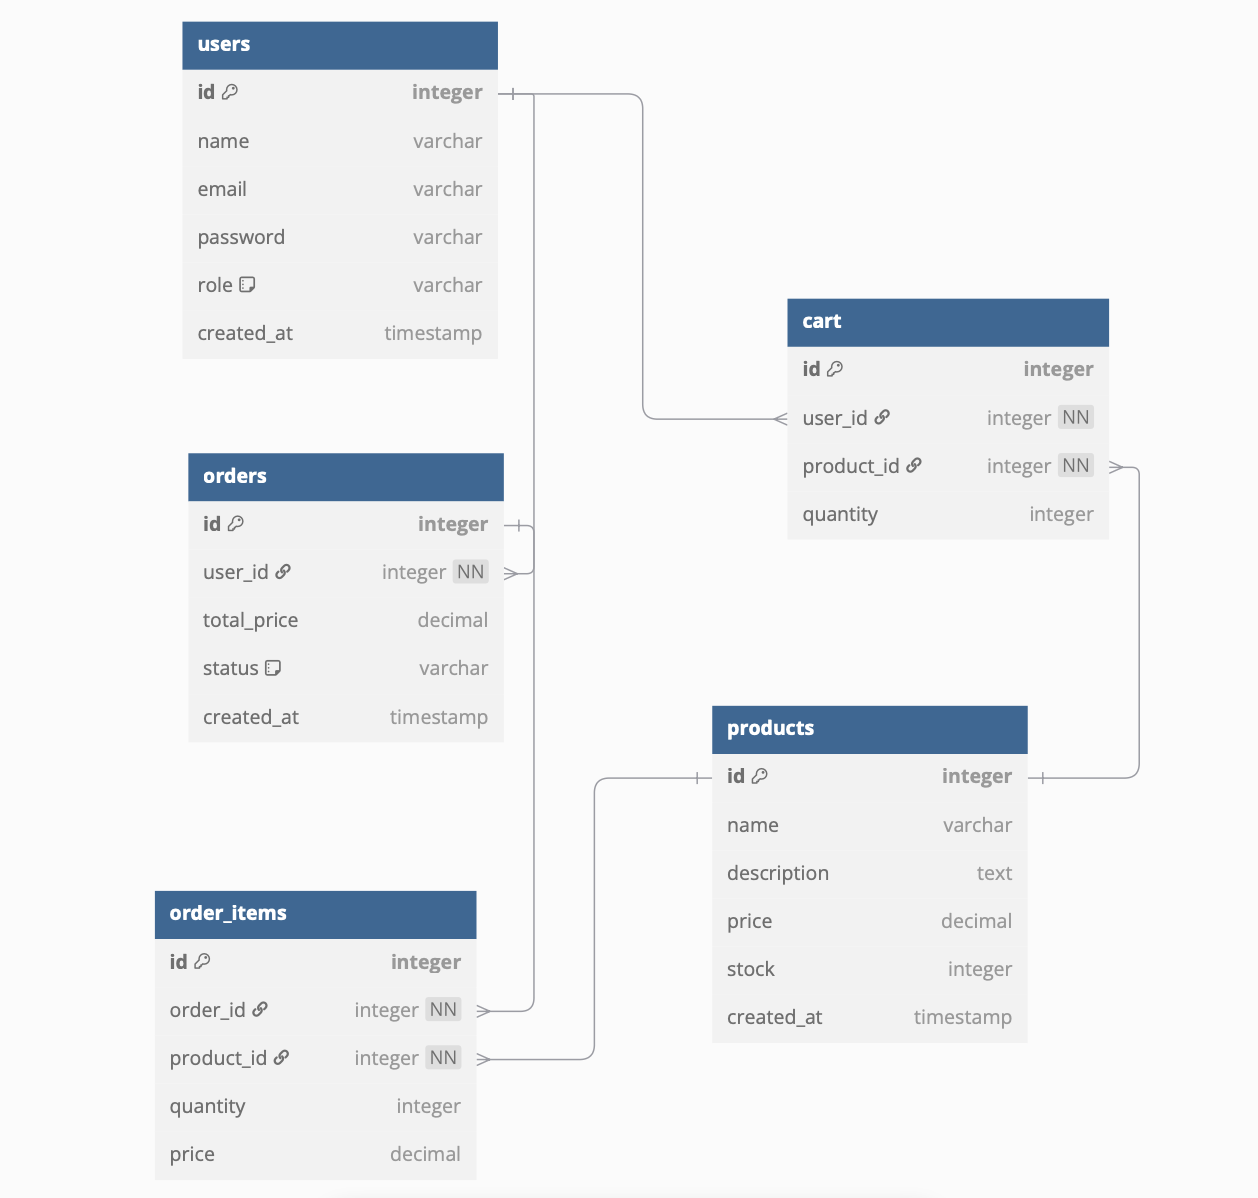 users
id integer
name varchar
email varchar
password varchar
role varchar
created_at timestamp
cart
id integer
user_id integer NN
product_id integer NN
quantity integer
orders
id integer
user_id integer NN
total_price decimal
status varchar
created_at timestamp
products
id integer
name varchar
description text
price decimal
stock integer
created_at timestamp
order_items
id integer
order_id integer NN
product_id integer NN
quantity integer
price decimal